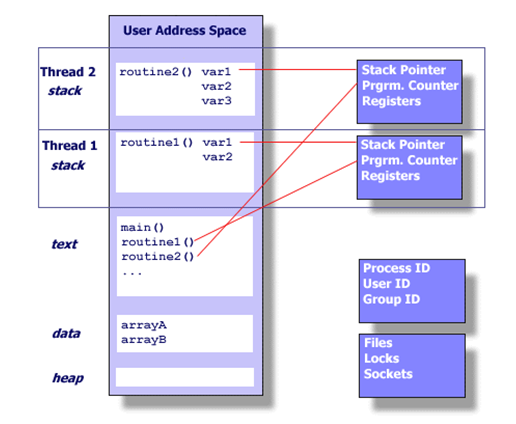 User Address Space
Thread 2
stack
routine2() var1
var2
var3
Stack Pointer
Prgrm. Counter
Registers
Thread 1
stack
routine1() var1
var2
Stack Pointer
Prgrm. Counter
Registers
text
main()
routine1()
routine2()
...
Process ID
User ID
Group ID
data
arrayA
arrayB
Files
Locks
Sockets
heap